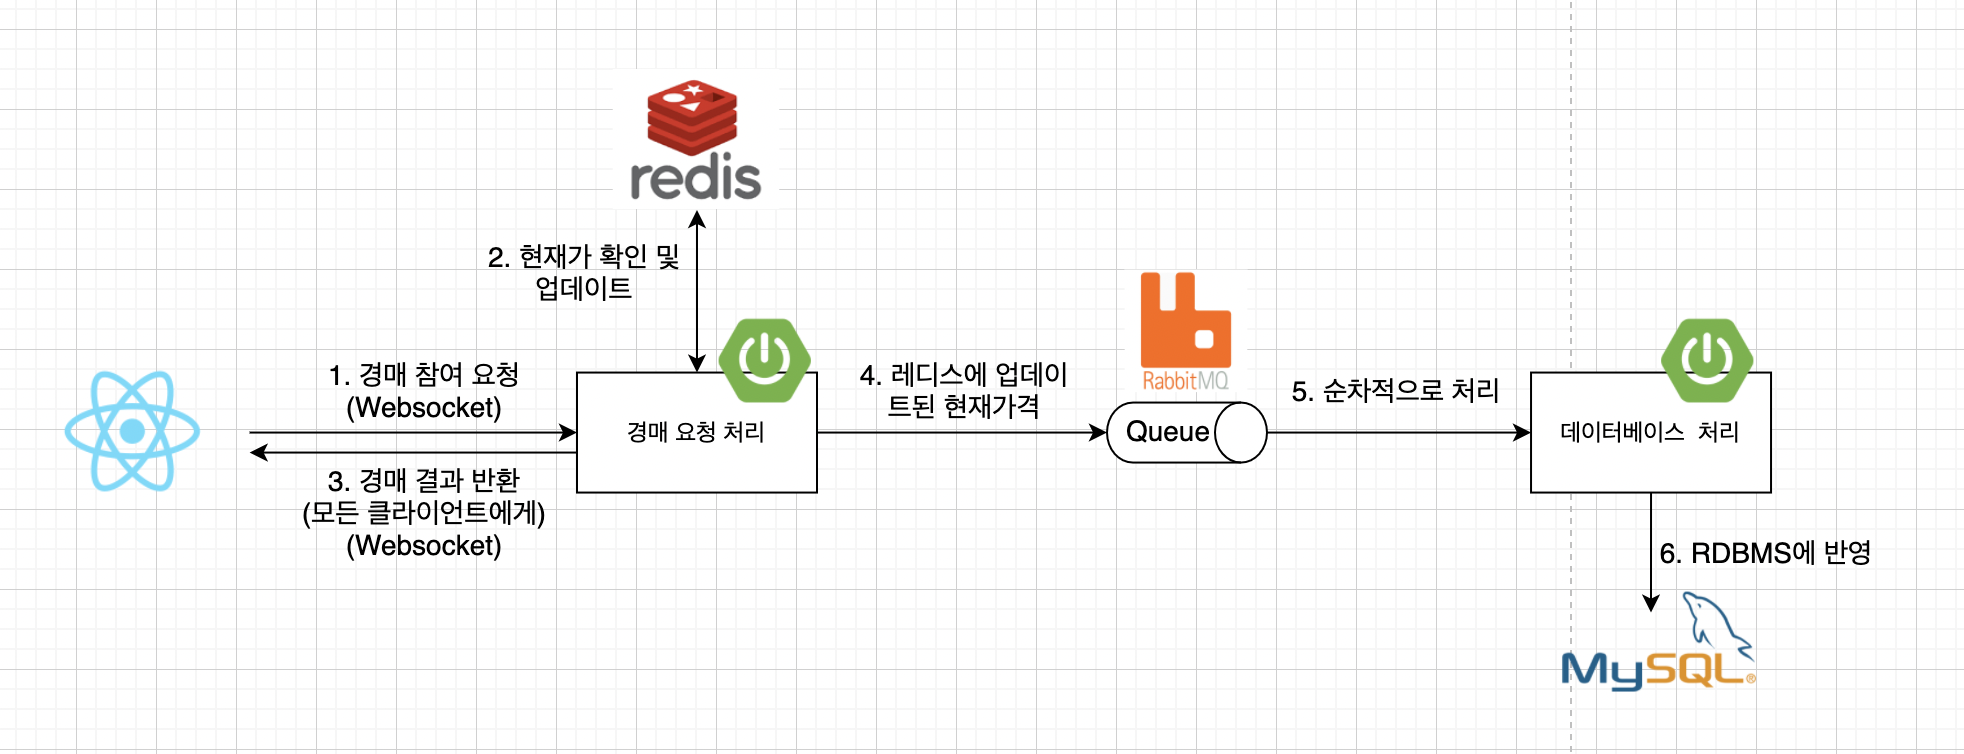 redis
2. 현재가 확인 및
업데이트
1. 경매 참여 요청
(Websocket)
3. 경매 결과 반환
(모든 클라이언트에게)
(Websocket)
경매 요청 처리
4. 레디스에 업데이
트된 현재가격
RabbitMQ
Queue
5. 순차적으로 처리
데이터베이스 처리
6. RDBMS에 반영
MySQL®